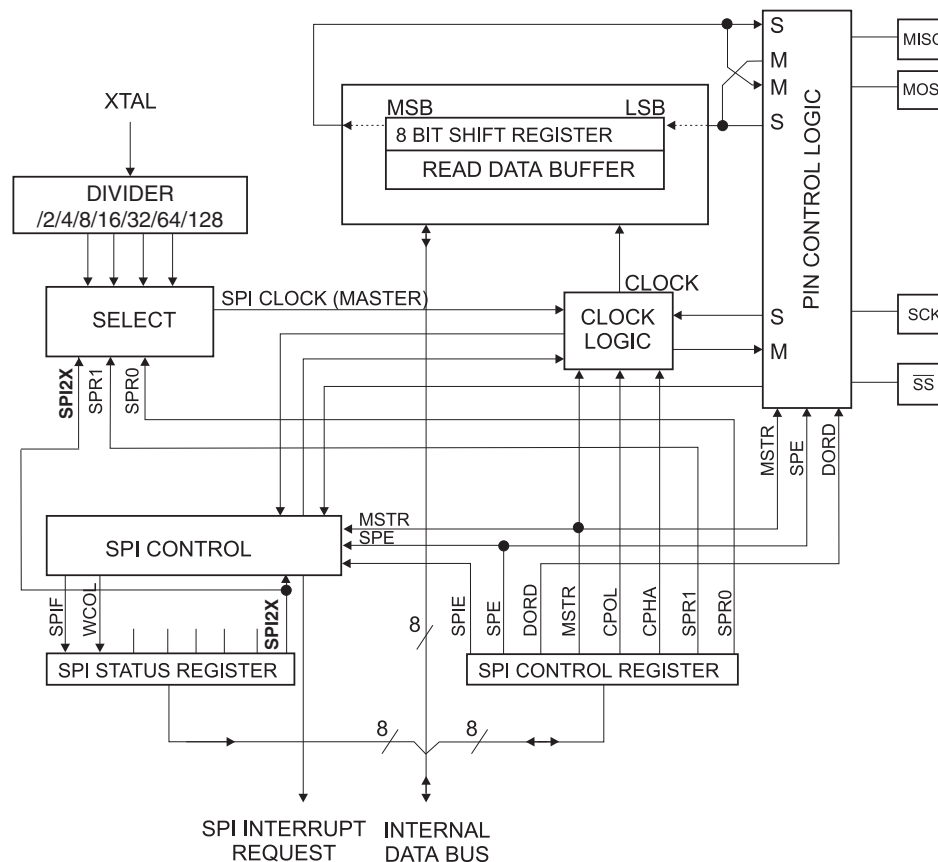 S
MISO
M
XTAL
MSB
LSB
M
MOS
8 BIT SHIFT REGISTER
S
READ DATA BUFFER
DIVIDER
/2/4/8/16/32/64/128
PIN CONTROL LOGIC
SPI CLOCK (MASTER)
CLOCK
SELECT
CLOCK
LOGIC
S
SCK
M
SS
SPI2X
SPR1
SPR0
MSTR
SPE
DORD
MSTR
SPE
SPI CONTROL
SPIF
WCOL
SPI2X
8
SPIE
SPE
DORD
MSTR
CPOL
CPHA
SPR1
SPR0
SPI STATUS REGISTER
SPI CONTROL REGISTER
8
8
SPI INTERRUPT
REQUEST
INTERNAL
DATA BUS